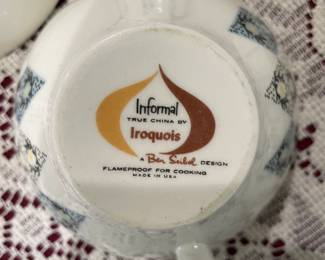 Informal
TRUE CHINA BY
Iroquois
A Ben Seibel DESIGN
FLAMEPROOF FOR COOKING
MADE IN USA